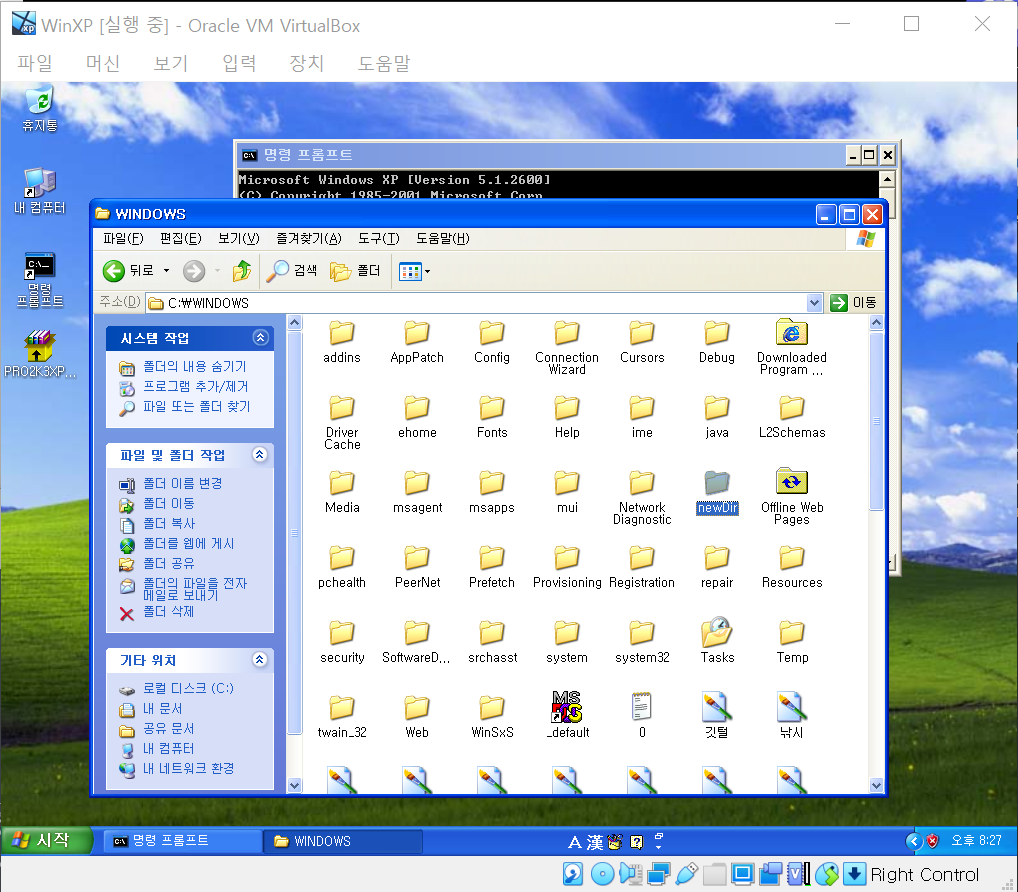 WinXP [실행 중] - Oracle VM VirtualBox
파일 머신 보기 입력 장치 도움말
휴지통
내 컴퓨터
명령
프롬프트
PRO2K3XP...
명령 프롬프트
Microsoft Windows XP [Version 5.1.2600]
(C) Copyright 1985-2001 Microsoft Corp.
WINDOWS
파일(F) 편집(E) 보기(V) 즐겨찾기(A) 도구(T) 도움말(H)
뒤로 검색 폴더
주소(D) C:₩WINDOWS 이동
시스템 작업
폴더의 내용 숨기기
프로그램 추가/제거
파일 또는 폴더 찾기
파일 및 폴더 작업
폴더 이름 변경
폴더 이동
폴더 복사
폴더를 웹에 게시
폴더 공유
폴더의 파일을 전자
메일로 보내기
폴더 삭제
기타 위치
로컬 디스크 (C:)
내 문서
공유 문서
내 컴퓨터
내 네트워크 환경
addins AppPatch Config Connection Wizard Cursors Debug Downloaded Program ...
Driver Cache ehome Fonts Help ime java L2Schemas
Media msagent msapps mui Network Diagnostic newDir Offline Web Pages
pchealth PeerNet Prefetch Provisioning Registration repair Resources
security SoftwareD... srchasst system system32 Tasks Temp
twain_32 Web WinSxS _default 0 깃털 낚시
시작 명령 프롬프트 WINDOWS A 漢 오후 8:27
Right Control